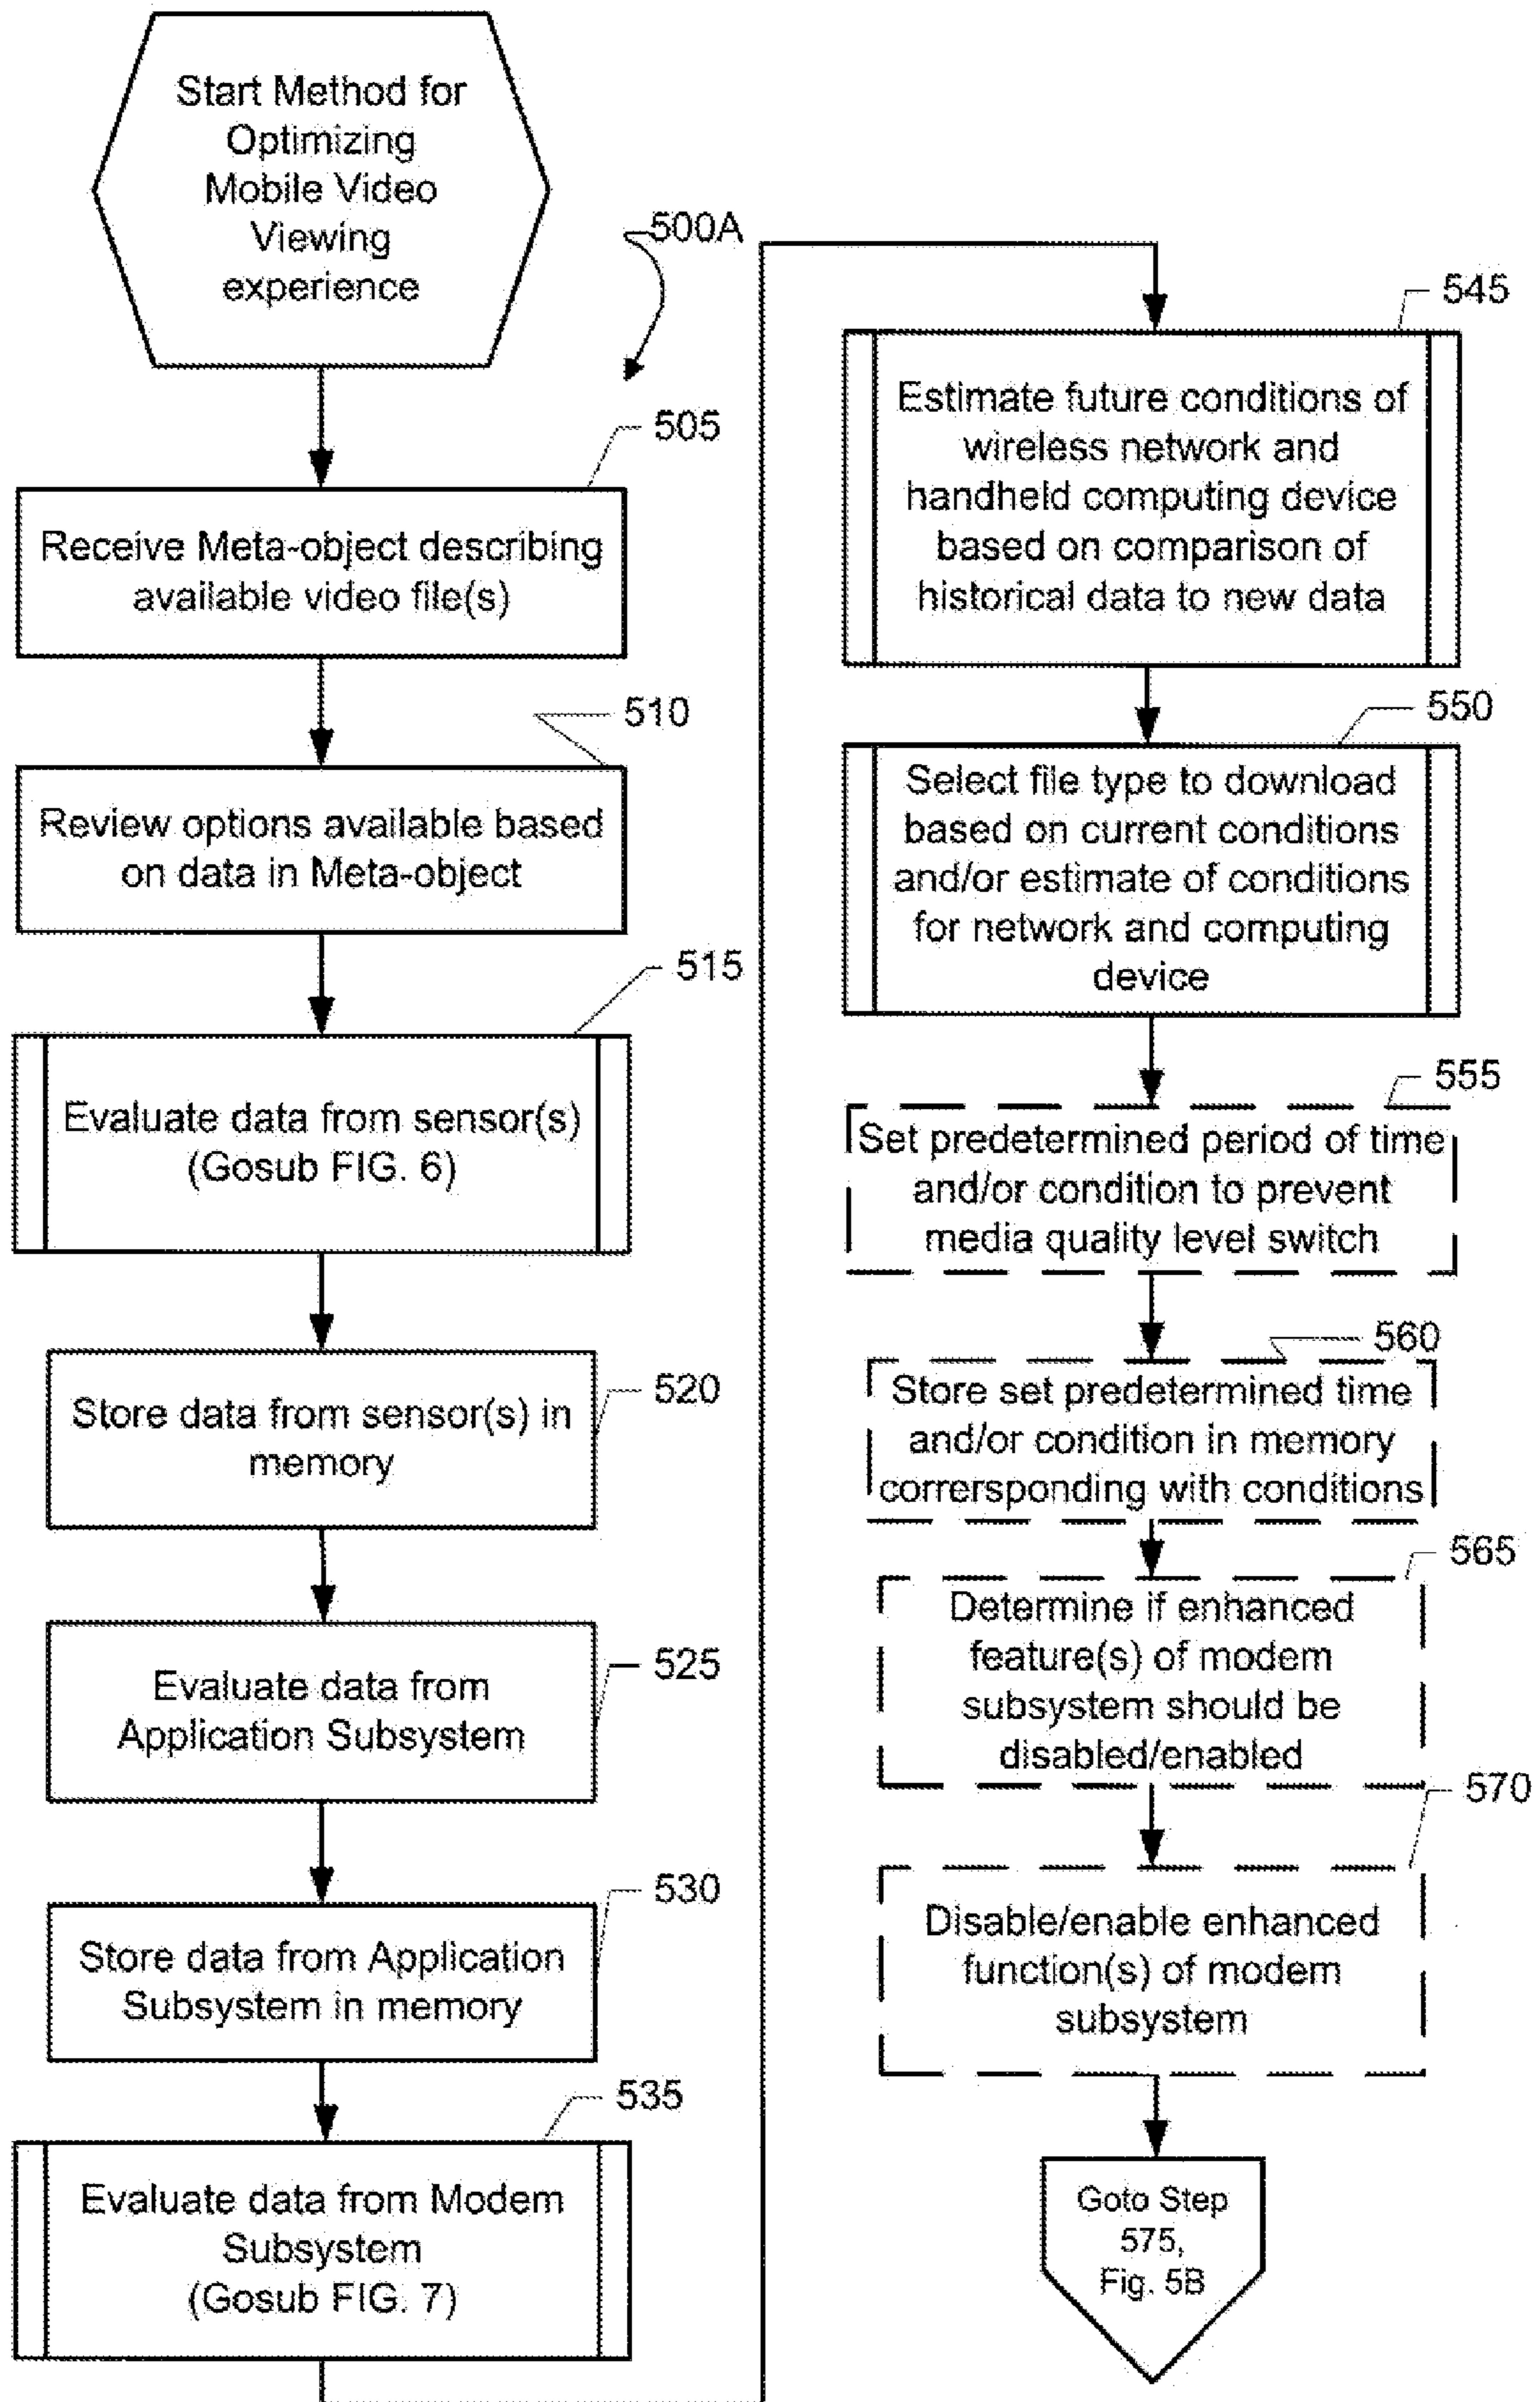 Start Method for
Optimizing
Mobile Video
Viewing
experience
500A
505
Receive Meta-object describing
available video file(s)
510
Review options available based
on data in Meta-object
515
Evaluate data from sensor(s)
(Gosub FIG. 6)
520
Store data from sensor(s) in
memory
525
Evaluate data from
Application Subsystem
530
Store data from Application
Subsystem in memory
535
Evaluate data from Modem
Subsystem
(Gosub FIG. 7)
545
Estimate future conditions of
wireless network and
handheld computing device
based on comparison of
historical data to new data
550
Select file type to download
based on current conditions
and/or estimate of conditions
for network and computing
device
555
Set predetermined period of time
and/or condition to prevent
media quality level switch
560
Store set predetermined time
and/or condition in memory
corrersponding with conditions
565
Determine if enhanced
feature(s) of modem
subsystem should be
disabled/enabled
570
Disable/enable enhanced
function(s) of modem
subsystem
Goto Step
575,
Fig. 5B